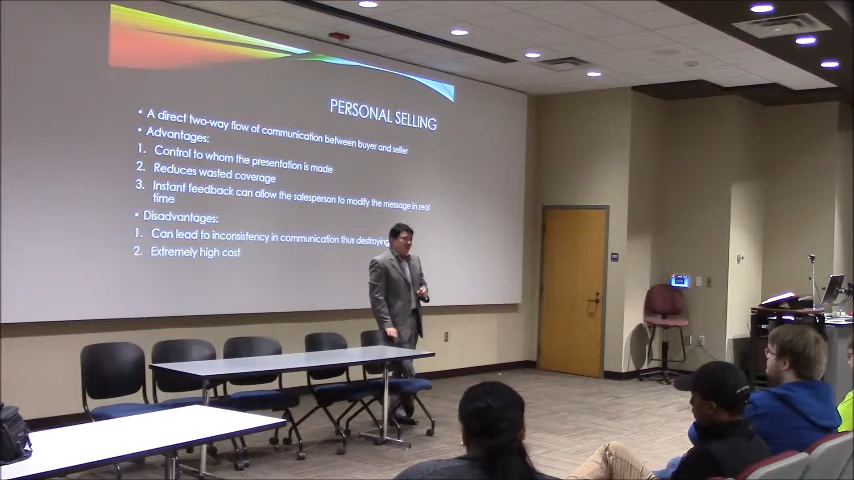 PERSONAL SELLING
• A direct two-way flow of communication between buyer and seller
• Advantages:
1. Control to whom the presentation is made
2. Reduces wasted coverage
3. Instant feedback can allow the salesperson to modify the message in real
time
• Disadvantages:
1. Can lead to inconsistency in communication thus destroying
2. Extremely high cost